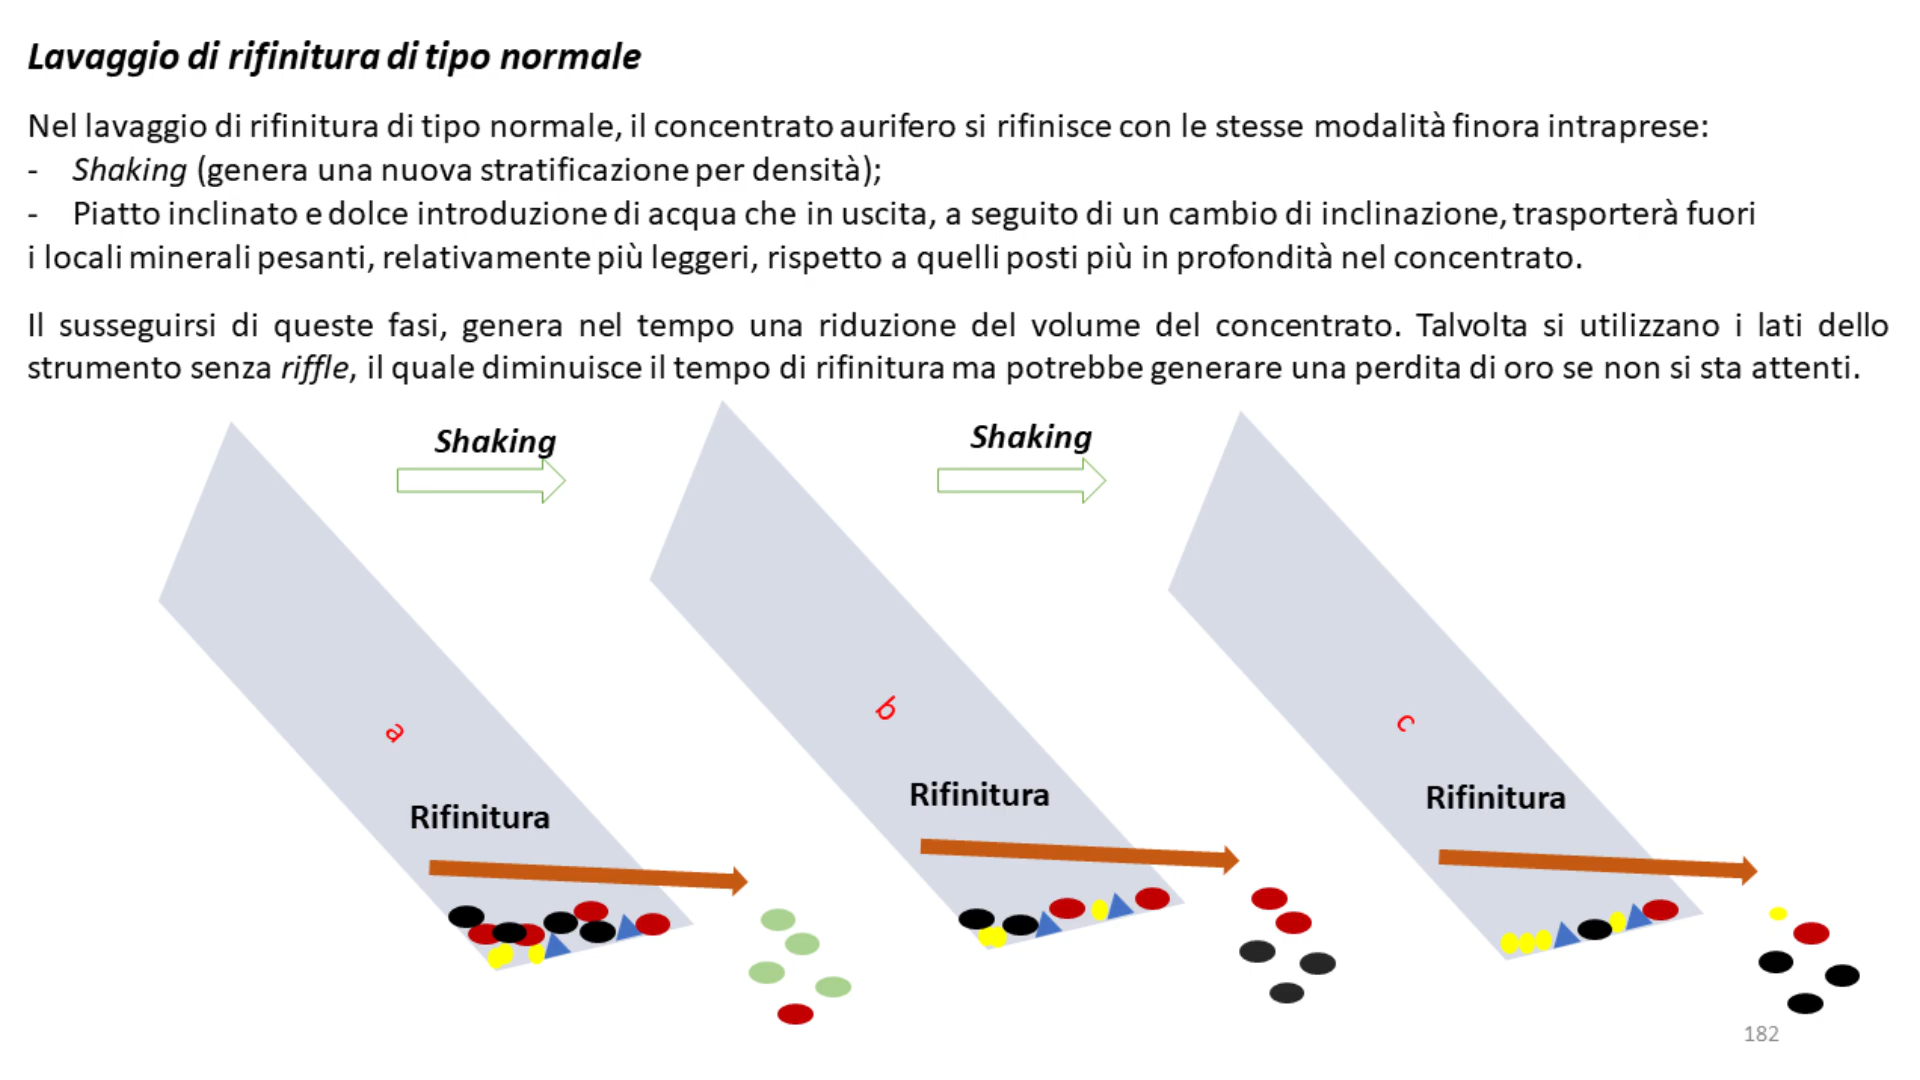 Lavaggio di rifinitura di tipo normale
Nel lavaggio di rifinitura di tipo normale, il concentrato aurifero si rifinisce con le stesse modalità finora intraprese:
- Shaking (genera una nuova stratificazione per densità);
- Piatto inclinato e dolce introduzione di acqua che in uscita, a seguito di un cambio di inclinazione, trasporterà fuori
i locali minerali pesanti, relativamente più leggeri, rispetto a quelli posti più in profondità nel concentrato.
Il susseguirsi di queste fasi, genera nel tempo una riduzione del volume del concentrato. Talvolta si utilizzano i lati dello
strumento senza riffle, il quale diminuisce il tempo di rifinitura ma potrebbe generare una perdita di oro se non si sta attenti.
Shaking
Shaking
a
b
c
Rifinitura
Rifinitura
Rifinitura
182